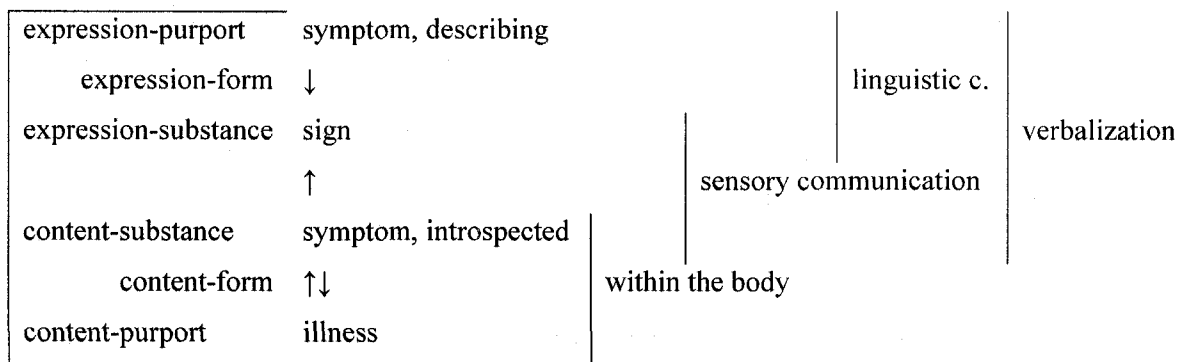 expression-purport symptom, describing
expression-form ↓ linguistic c.
expression-substance sign verbalization
↑ sensory communication
content-substance symptom, introspected
content-form ↑↓ within the body
content-purport illness